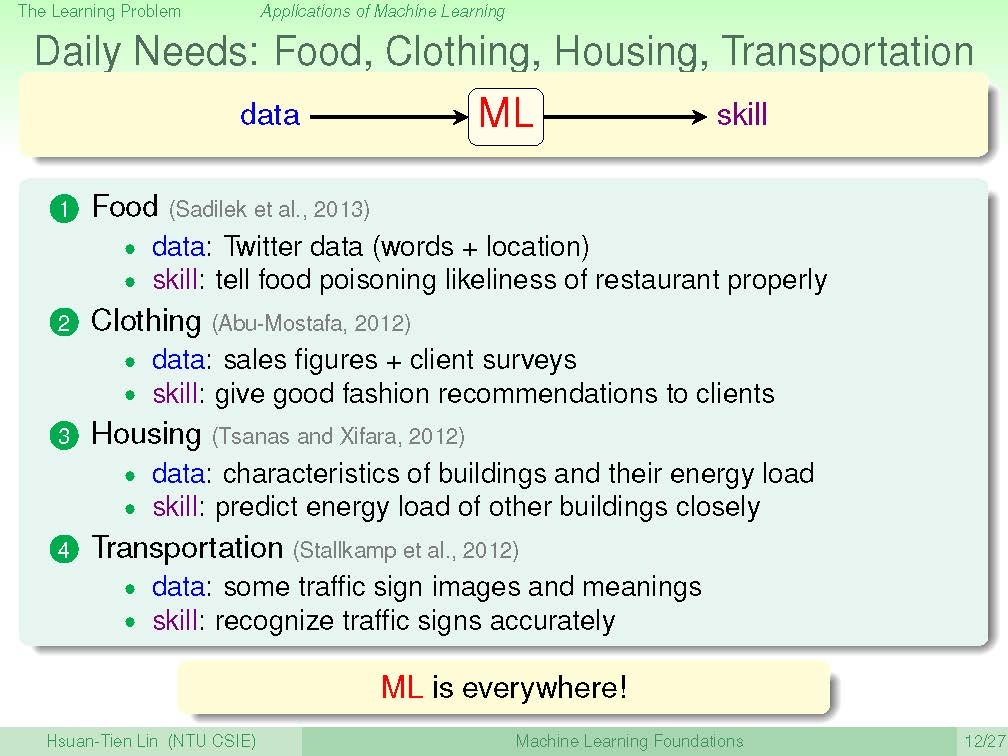 The Learning Problem Applications of Machine Learning
Daily Needs: Food, Clothing, Housing, Transportation
data ML skill
1 Food (Sadilek et al., 2013)
• data: Twitter data (words + location)
• skill: tell food poisoning likeliness of restaurant properly
2 Clothing (Abu-Mostafa, 2012)
• data: sales figures + client surveys
• skill: give good fashion recommendations to clients
3 Housing (Tsanas and Xifara, 2012)
• data: characteristics of buildings and their energy load
• skill: predict energy load of other buildings closely
4 Transportation (Stallkamp et al., 2012)
• data: some traffic sign images and meanings
• skill: recognize traffic signs accurately
ML is everywhere!
Hsuan-Tien Lin (NTU CSIE) Machine Learning Foundations 12/27